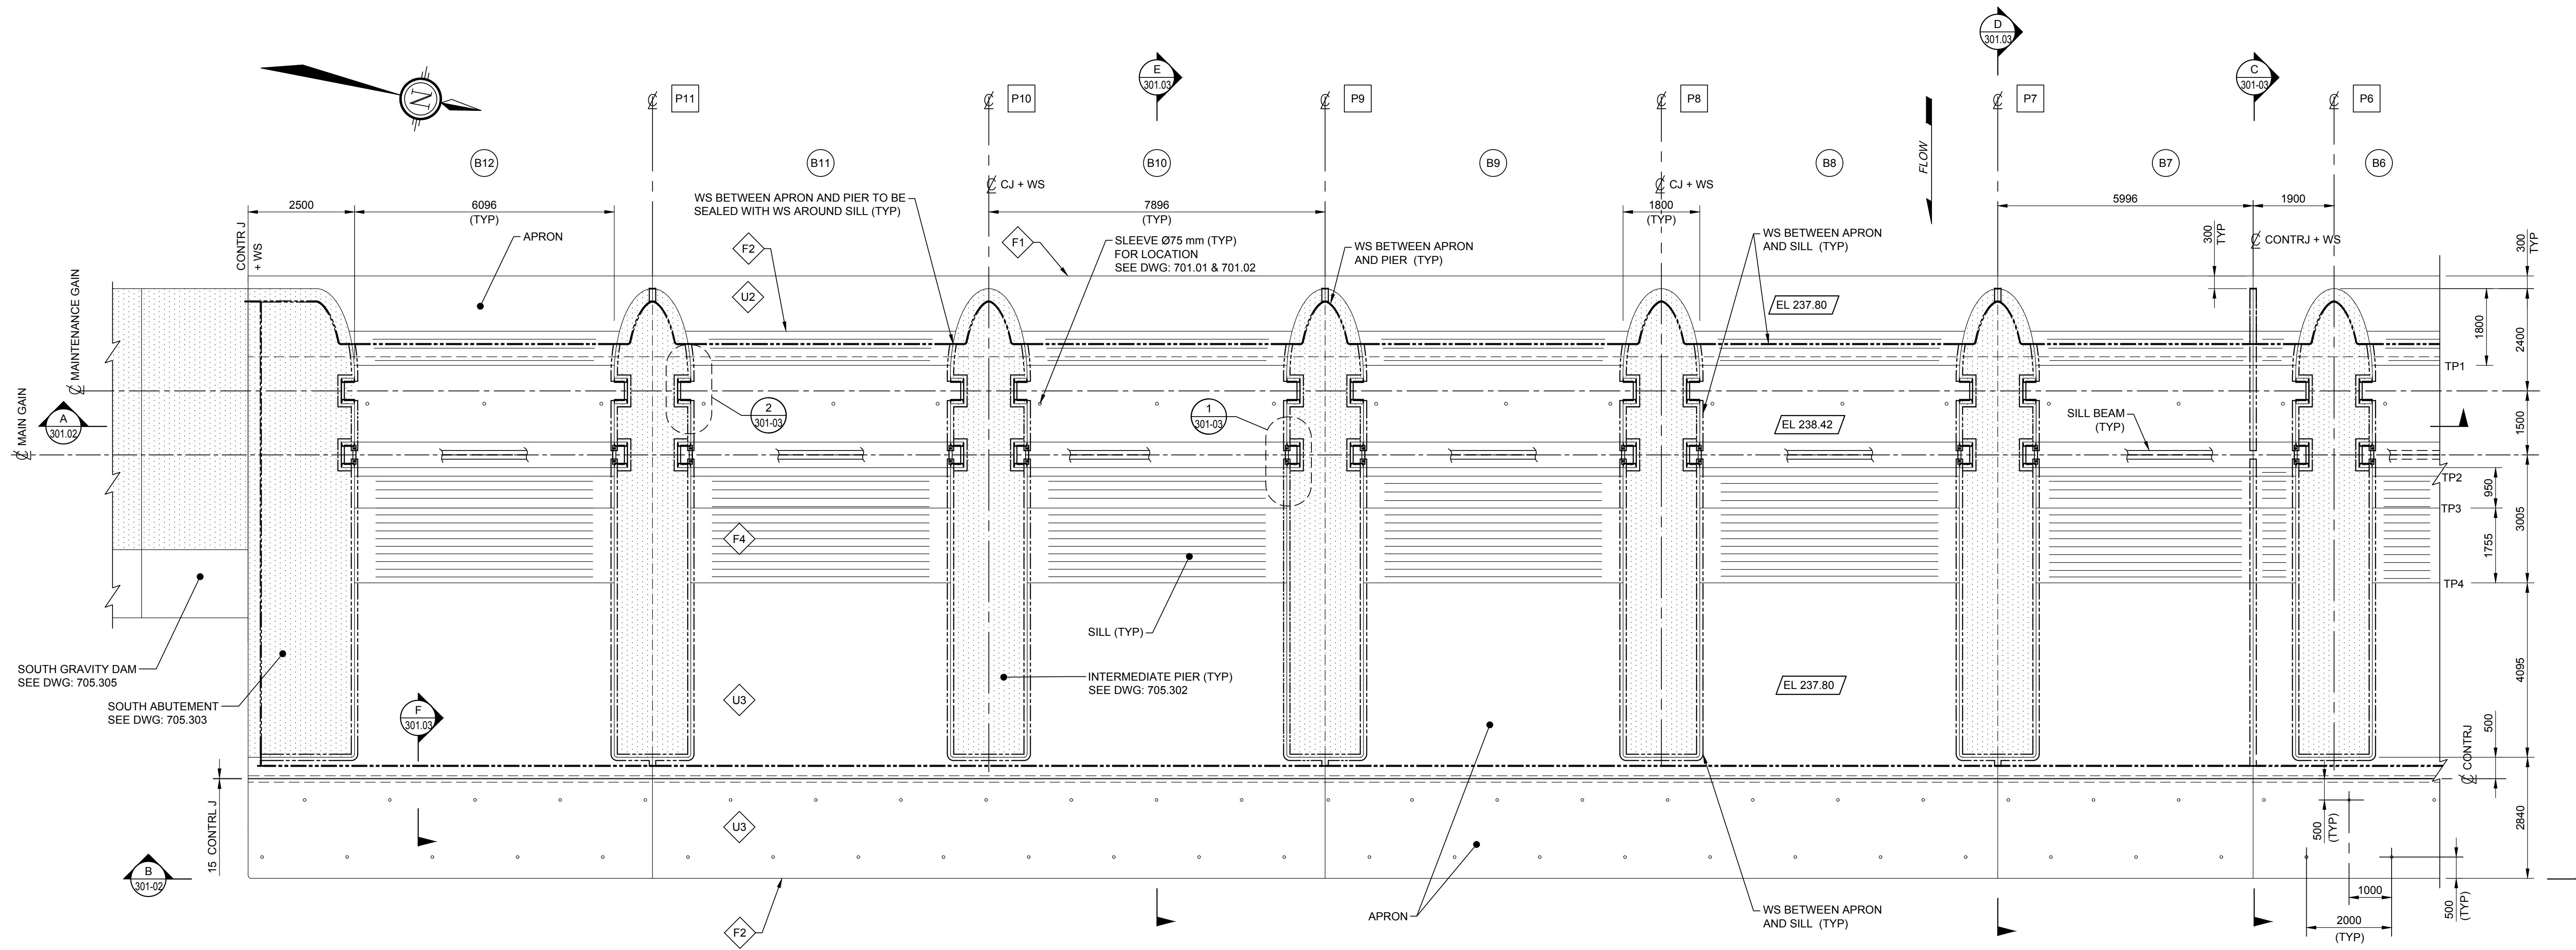 D
301.03
E
301.03
C
301-03
N
P11
P10
P9
P8
P7
P6
B12
B11
B10
B9
B8
B7
B6
FLOW
CJ + WS
CJ + WS
WS BETWEEN APRON AND PIER TO BE
SEALED WITH WS AROUND SILL (TYP)
2500
6096
(TYP)
7896
(TYP)
1800
(TYP)
5996
1900
CONTR J
+ WS
APRON
F2
F1
SLEEVE Ø75 mm (TYP)
FOR LOCATION
SEE DWG: 701.01 & 701.02
WS BETWEEN APRON
AND PIER (TYP)
WS BETWEEN APRON
AND SILL (TYP)
300
TYP
CONTRJ + WS
300
TYP
U2
EL 237.80
MAINTENANCE GAIN
MAIN GAIN
1800
2400
TP1
A
301.02
2
301-03
1
301-03
EL 238.42
SILL BEAM
(TYP)
1500
TP2
950
TP3
3005
1755
TP4
F4
SILL (TYP)
SOUTH GRAVITY DAM
SEE DWG: 705.305
SOUTH ABUTEMENT
SEE DWG: 705.303
INTERMEDIATE PIER (TYP)
SEE DWG: 705.302
U3
EL 237.80
4095
F
301.03
500
CONTRJ
15 CONTRL J
U3
500
(TYP)
2840
B
301-02
F2
APRON
WS BETWEEN APRON
AND SILL (TYP)
1000
2000
(TYP)
500
(TYP)